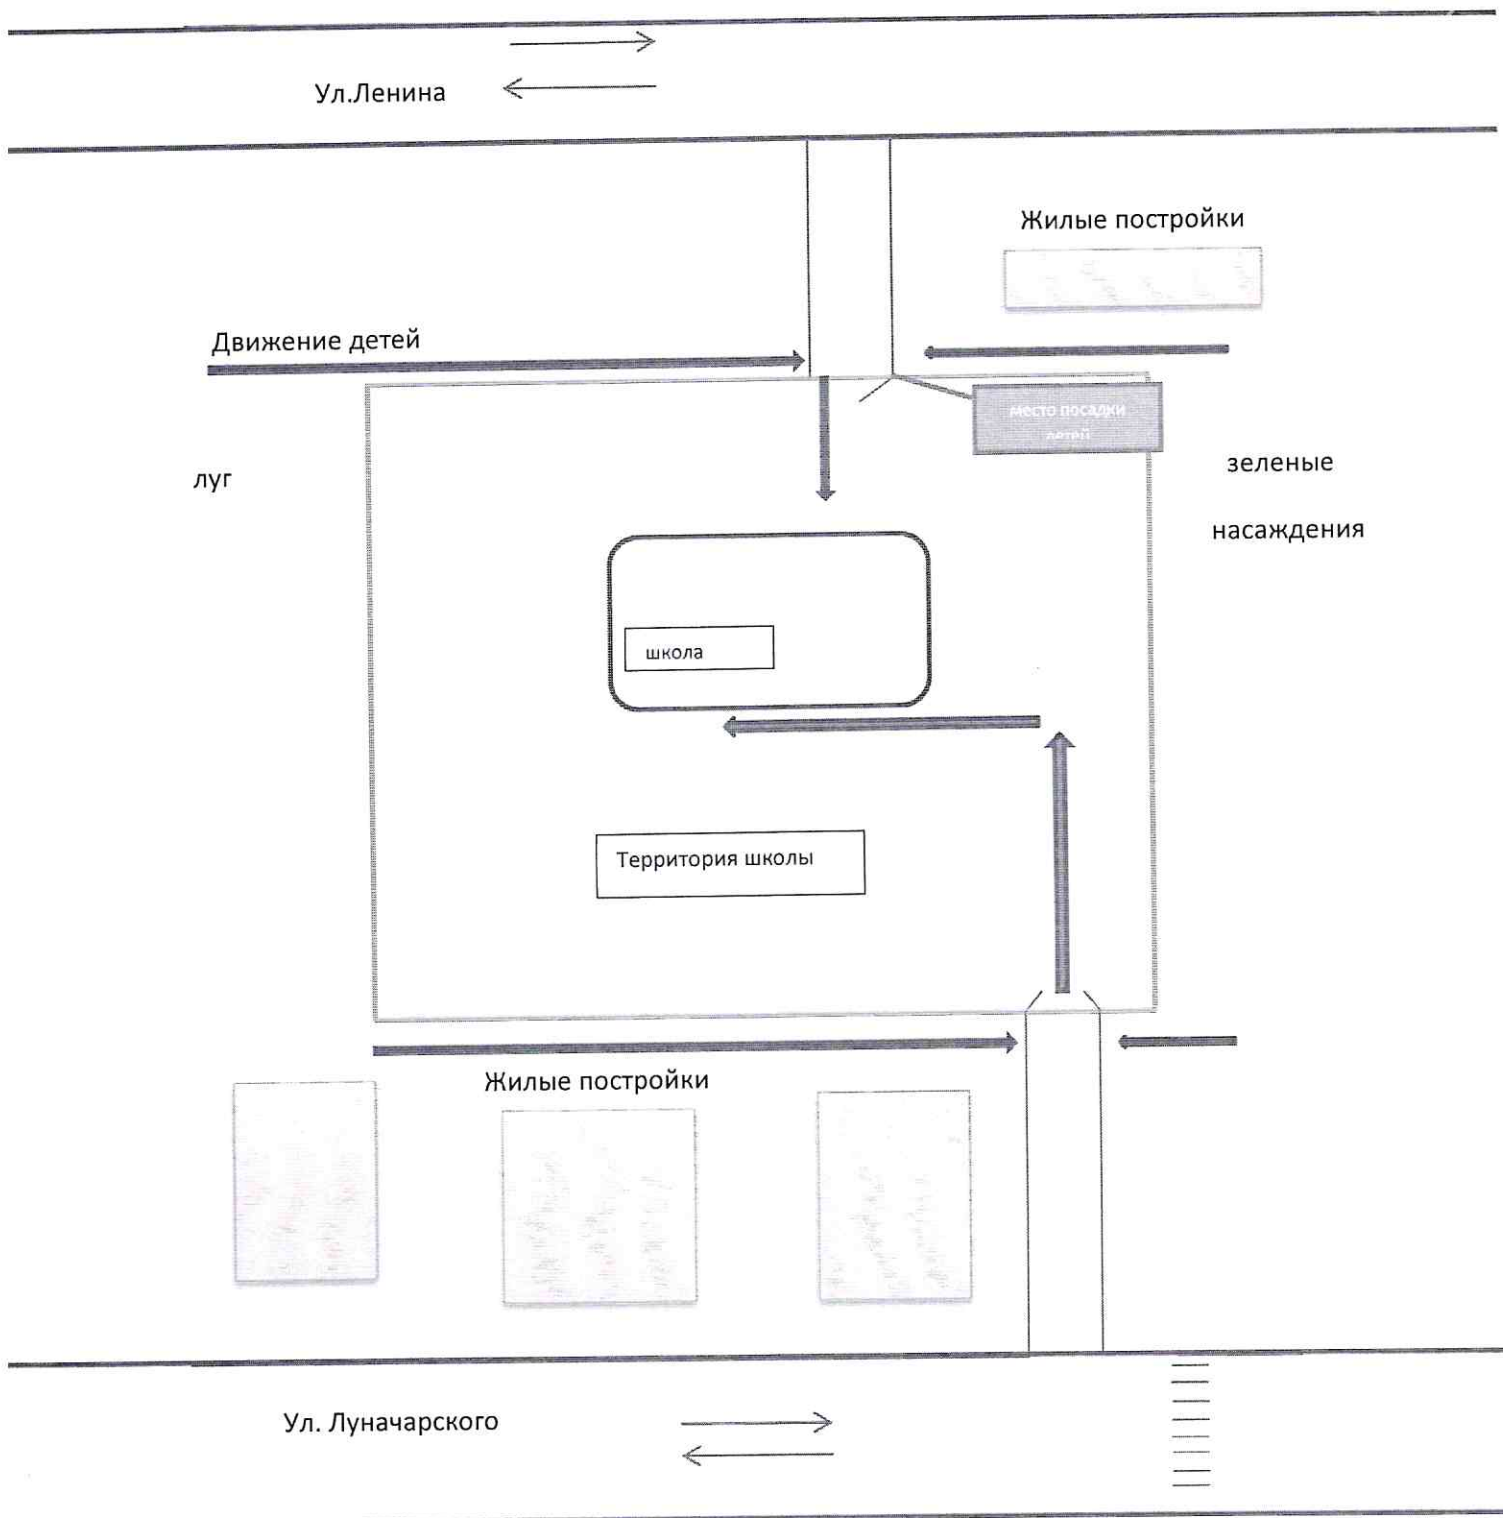 Ул.Ленина
Жилые постройки
Движение детей
место посадки
детей
луг
зеленые
насаждения
школа
Территория школы
Жилые постройки
Ул. Луначарского